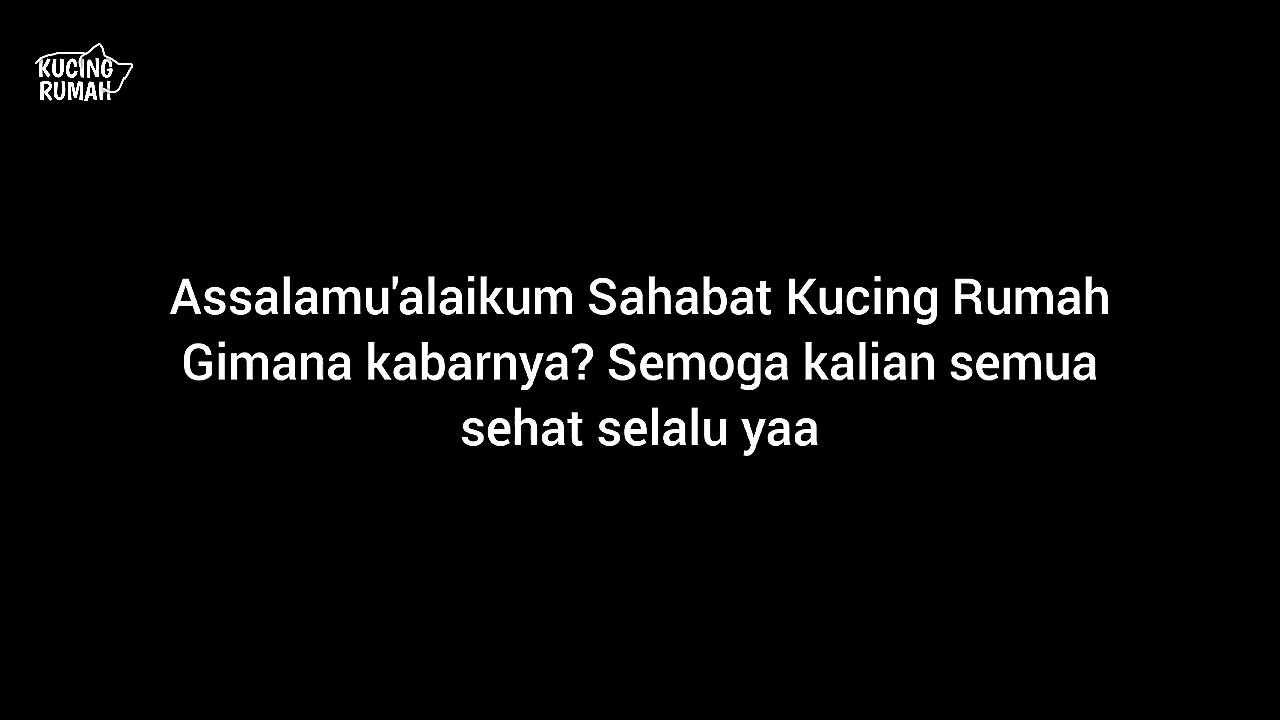 KUCING
RUMAH
Assalamu'alaikum Sahabat Kucing Rumah
Gimana kabarnya? Semoga kalian semua
sehat selalu yaa